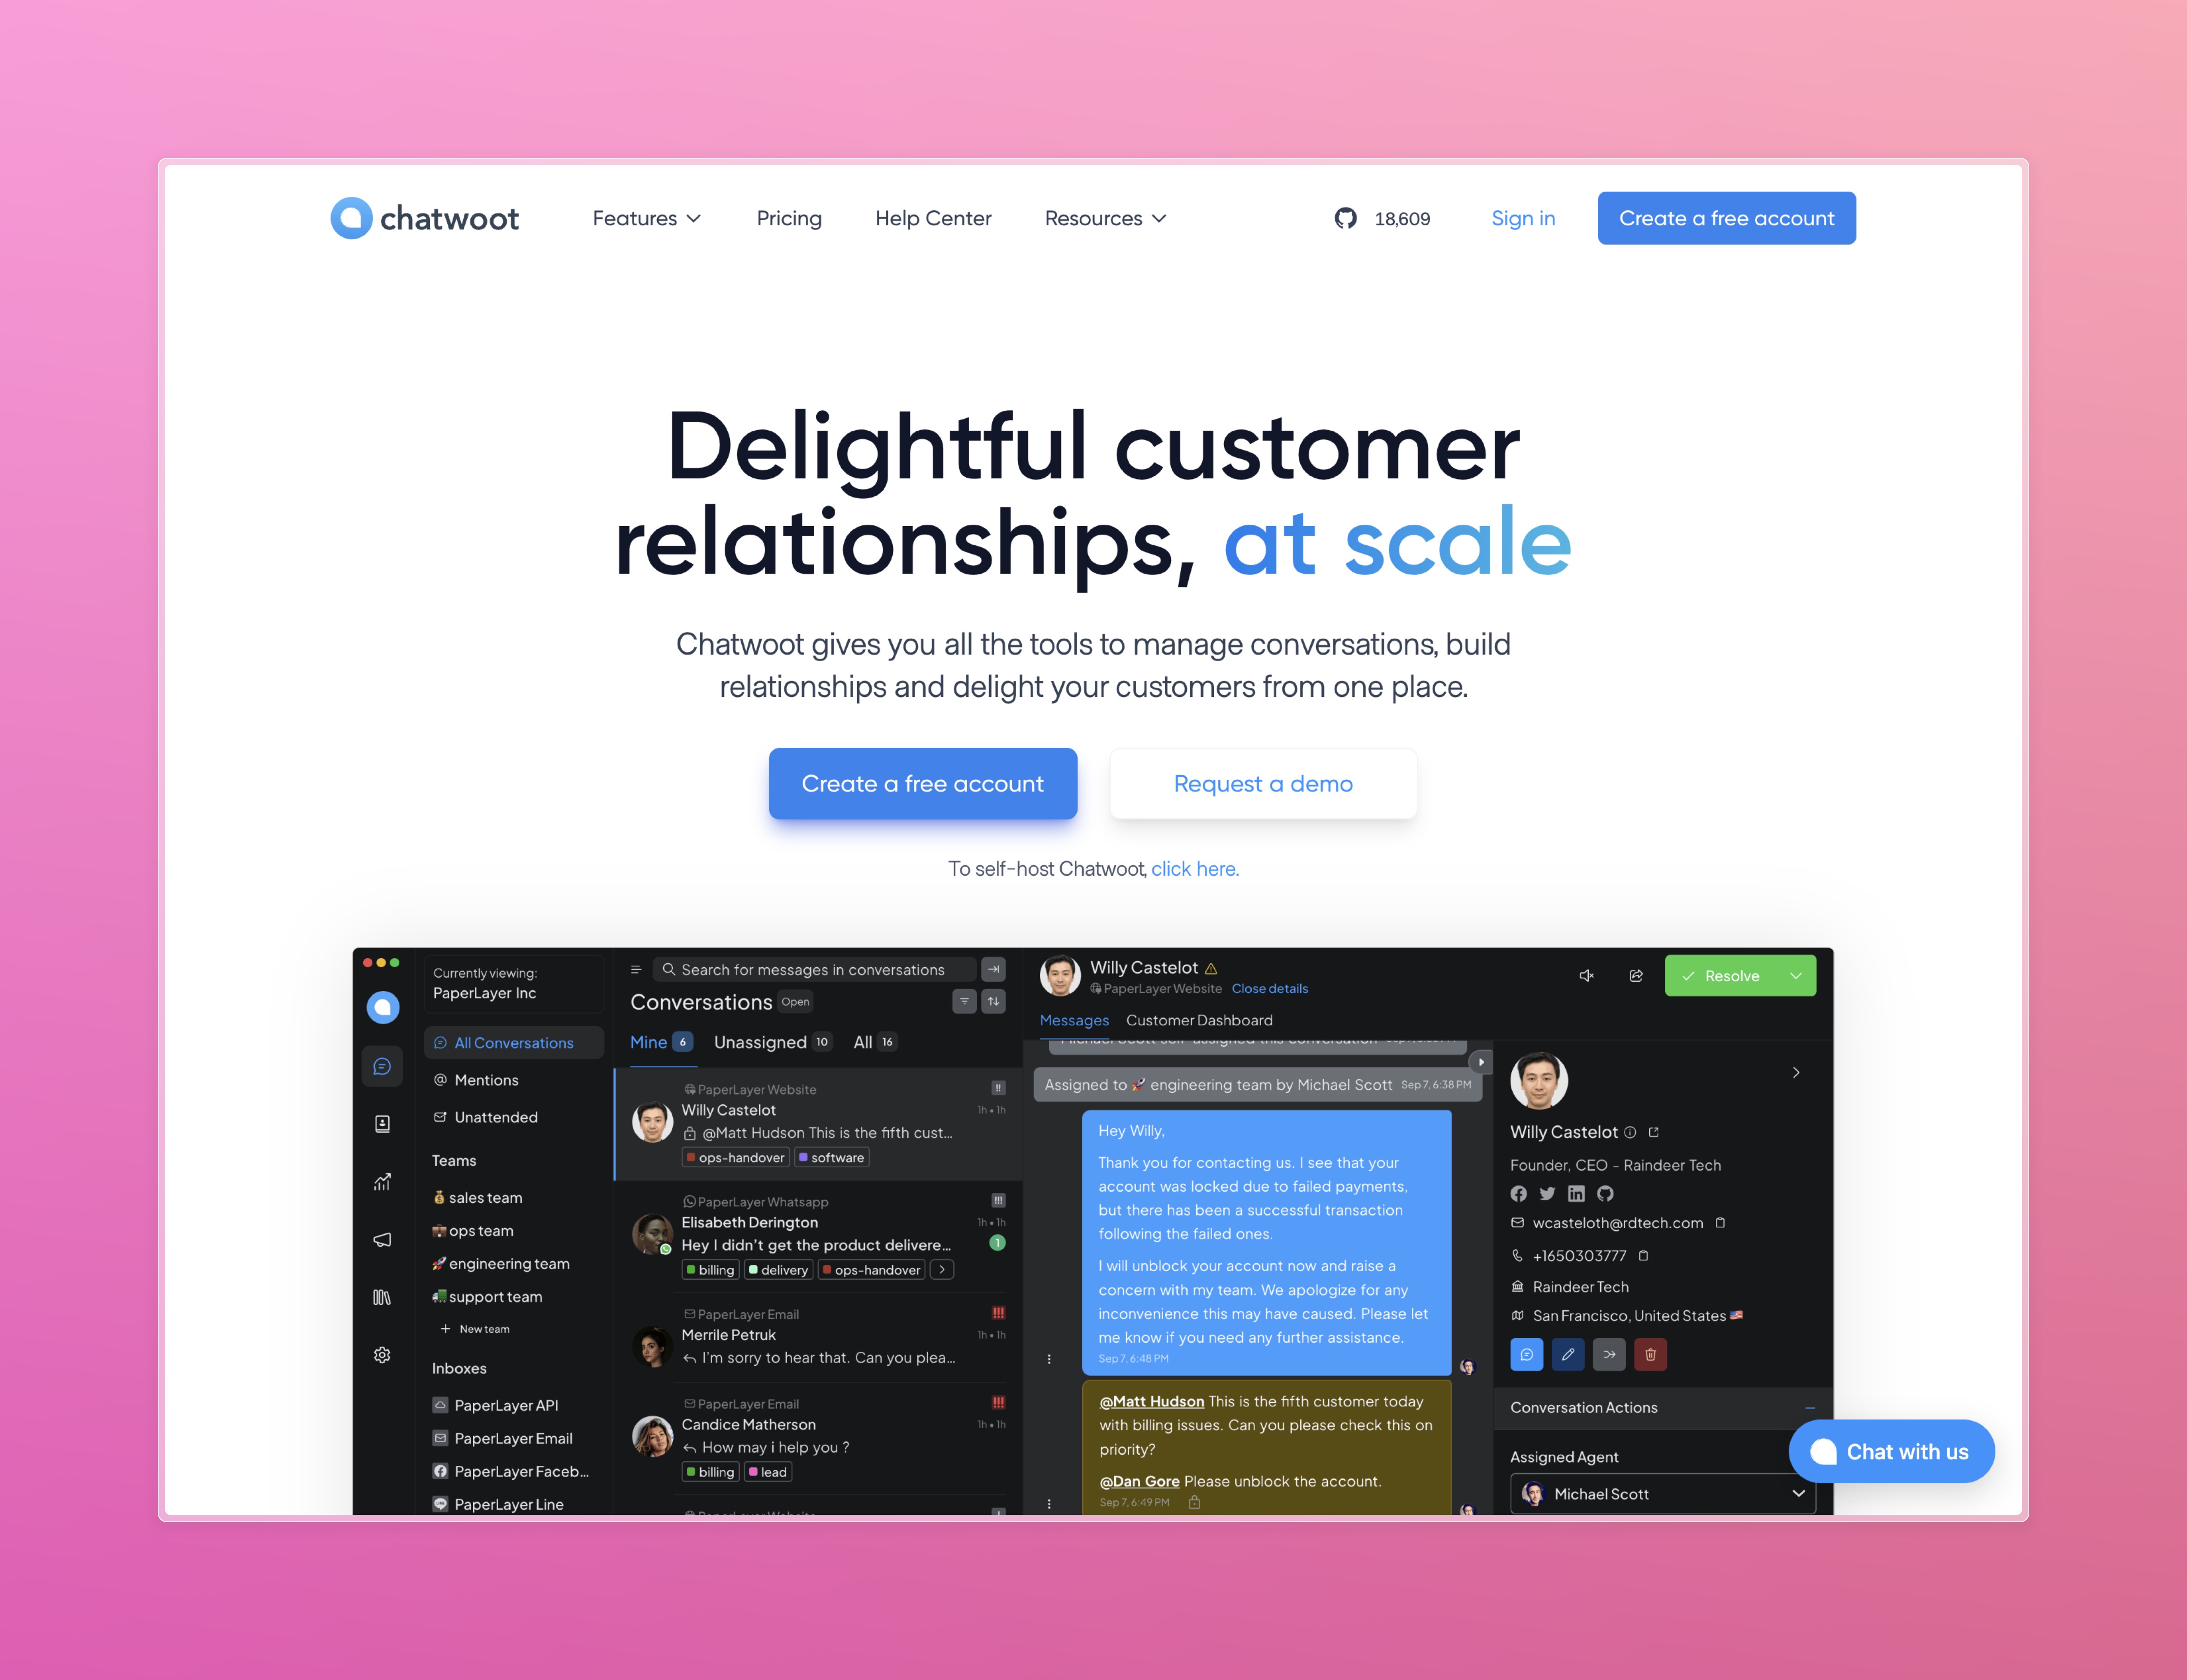 chatwoot
Features
Pricing
Help Center
Resources
18,609
Sign in
Create a free account
Delightful customer
relationships, at scale
Chatwoot gives you all the tools to manage conversations, build
relationships and delight your customers from one place.
Create a free account
Request a demo
To self-host Chatwoot, click here.
Currently viewing:
PaperLayer Inc
All Conversations
Mentions
Unattended
Teams
💰 sales team
💼 ops team
🚀 engineering team
🚛 support team
+ New team
Inboxes
PaperLayer API
PaperLayer Email
PaperLayer Faceb...
PaperLayer Line
Search for messages in conversations
Conversations Open
Mine 6 Unassigned 10 All 16
PaperLayer Website
Willy Castelot 1h • 1h
@Matt Hudson This is the fifth cust...
ops-handover software
PaperLayer Whatsapp
Elisabeth Derington 1h • 1h
Hey I didn't get the product delivere... 1
billing delivery ops-handover
PaperLayer Email
Merrile Petruk 1h • 1h
I'm sorry to hear that. Can you plea...
PaperLayer Email
Candice Matherson 1h • 1h
How may i help you ?
billing lead
Willy Castelot
PaperLayer Website Close details
Resolve
Messages Customer Dashboard
Michael Scott self-assigned this conversation
Assigned to 🚀 engineering team by Michael Scott Sep 7, 6:38 PM
Hey Willy,
Thank you for contacting us. I see that your
account was locked due to failed payments,
but there has been a successful transaction
following the failed ones.
I will unblock your account now and raise a
concern with my team. We apologize for any
inconvenience this may have caused. Please let
me know if you need any further assistance.
Sep 7, 6:48 PM
@Matt Hudson This is the fifth customer today
with billing issues. Can you please check this on
priority?
@Dan Gore Please unblock the account.
Sep 7, 6:49 PM
Willy Castelot
Founder, CEO - Raindeer Tech
wcasteloth@rdtech.com
+1650303777
Raindeer Tech
San Francisco, United States 🇺🇸
Conversation Actions
Assigned Agent
Michael Scott
Chat with us